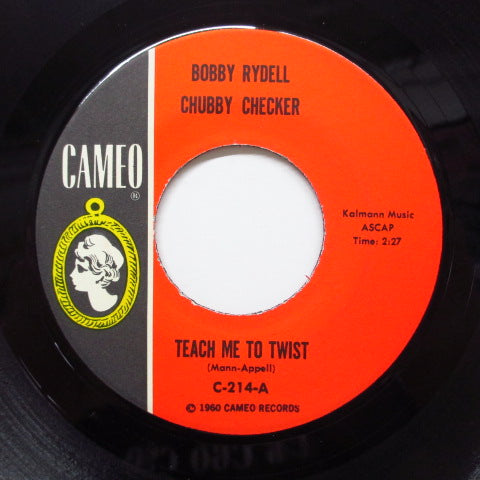 BOBBY RYDELL
CHUBBY CHECKER
CAMEO
®
Kalmann Music
ASCAP
Time: 2:27
TEACH ME TO TWIST
(Mann-Appell)
C-214-A
© 1960 CAMEO RECORDS